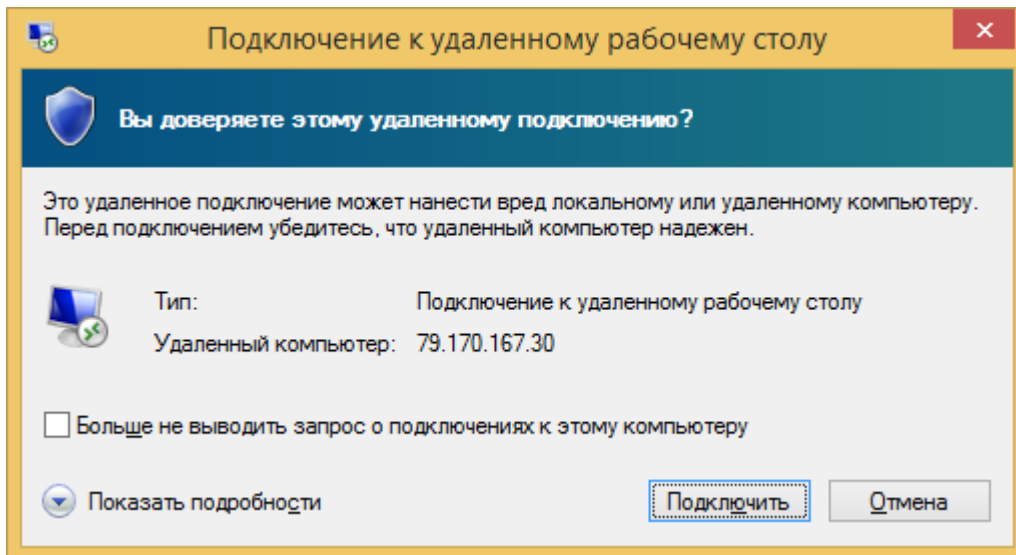 Подключение к удаленному рабочему столу
Вы доверяете этому удаленному подключению?
Это удаленное подключение может нанести вред локальному или удаленному компьютеру.
Перед подключением убедитесь, что удаленный компьютер надежен.
Тип: Подключение к удаленному рабочему столу
Удаленный компьютер: 79.170.167.30
Больше не выводить запрос о подключениях к этому компьютеру
Показать подробности Подключить Отмена